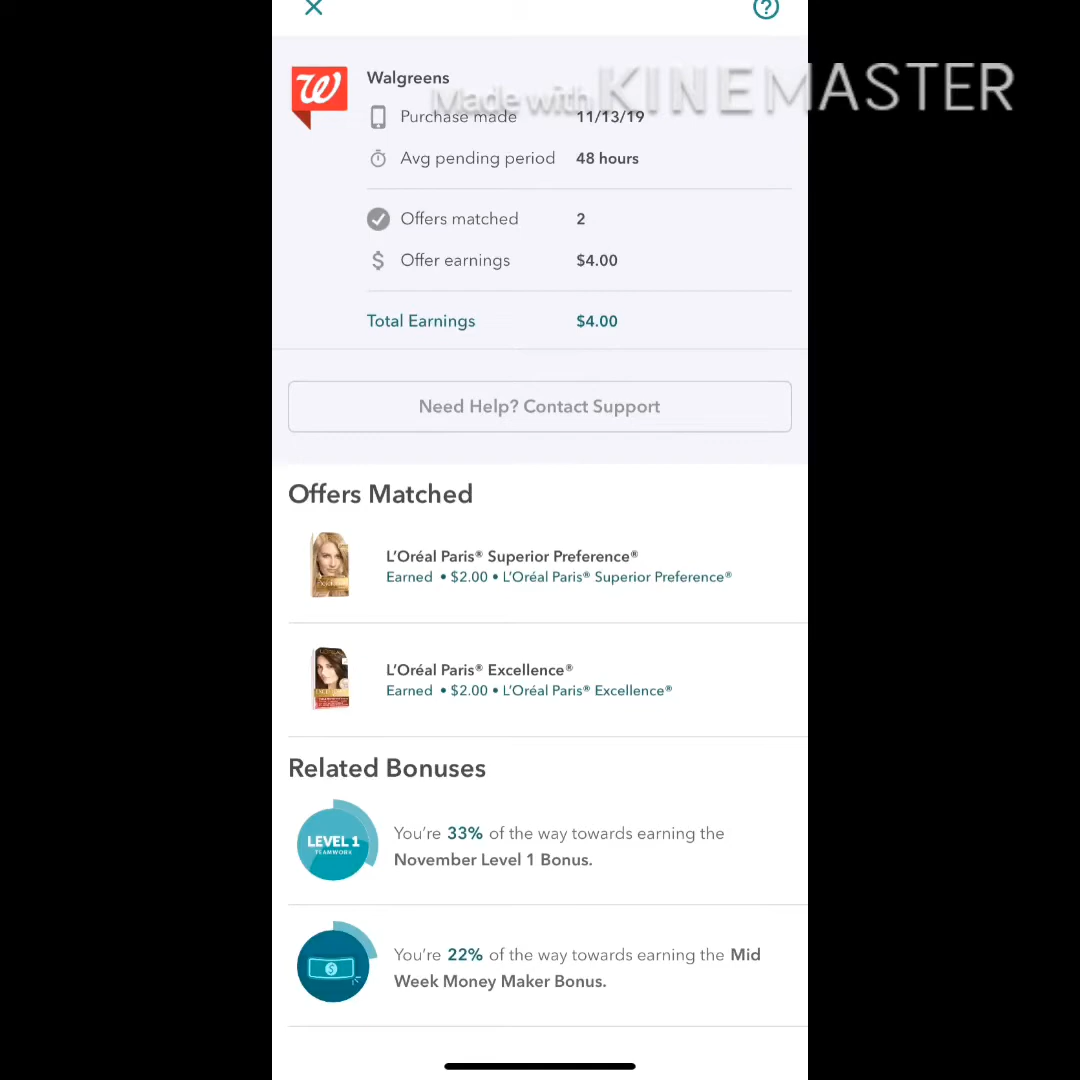 Walgreens
Made with KINEMASTER
Purchase made 11/13/19
Avg pending period 48 hours
Offers matched 2
$ Offer earnings $4.00
Total Earnings $4.00
Need Help? Contact Support
Offers Matched
L’Oréal Paris® Superior Preference®
Earned • $2.00 • L’Oréal Paris® Superior Preference®
L’Oréal Paris® Excellence®
Earned • $2.00 • L’Oréal Paris® Excellence®
Related Bonuses
LEVEL 1
TEAMWORK
You’re 33% of the way towards earning the
November Level 1 Bonus.
You’re 22% of the way towards earning the Mid
Week Money Maker Bonus.